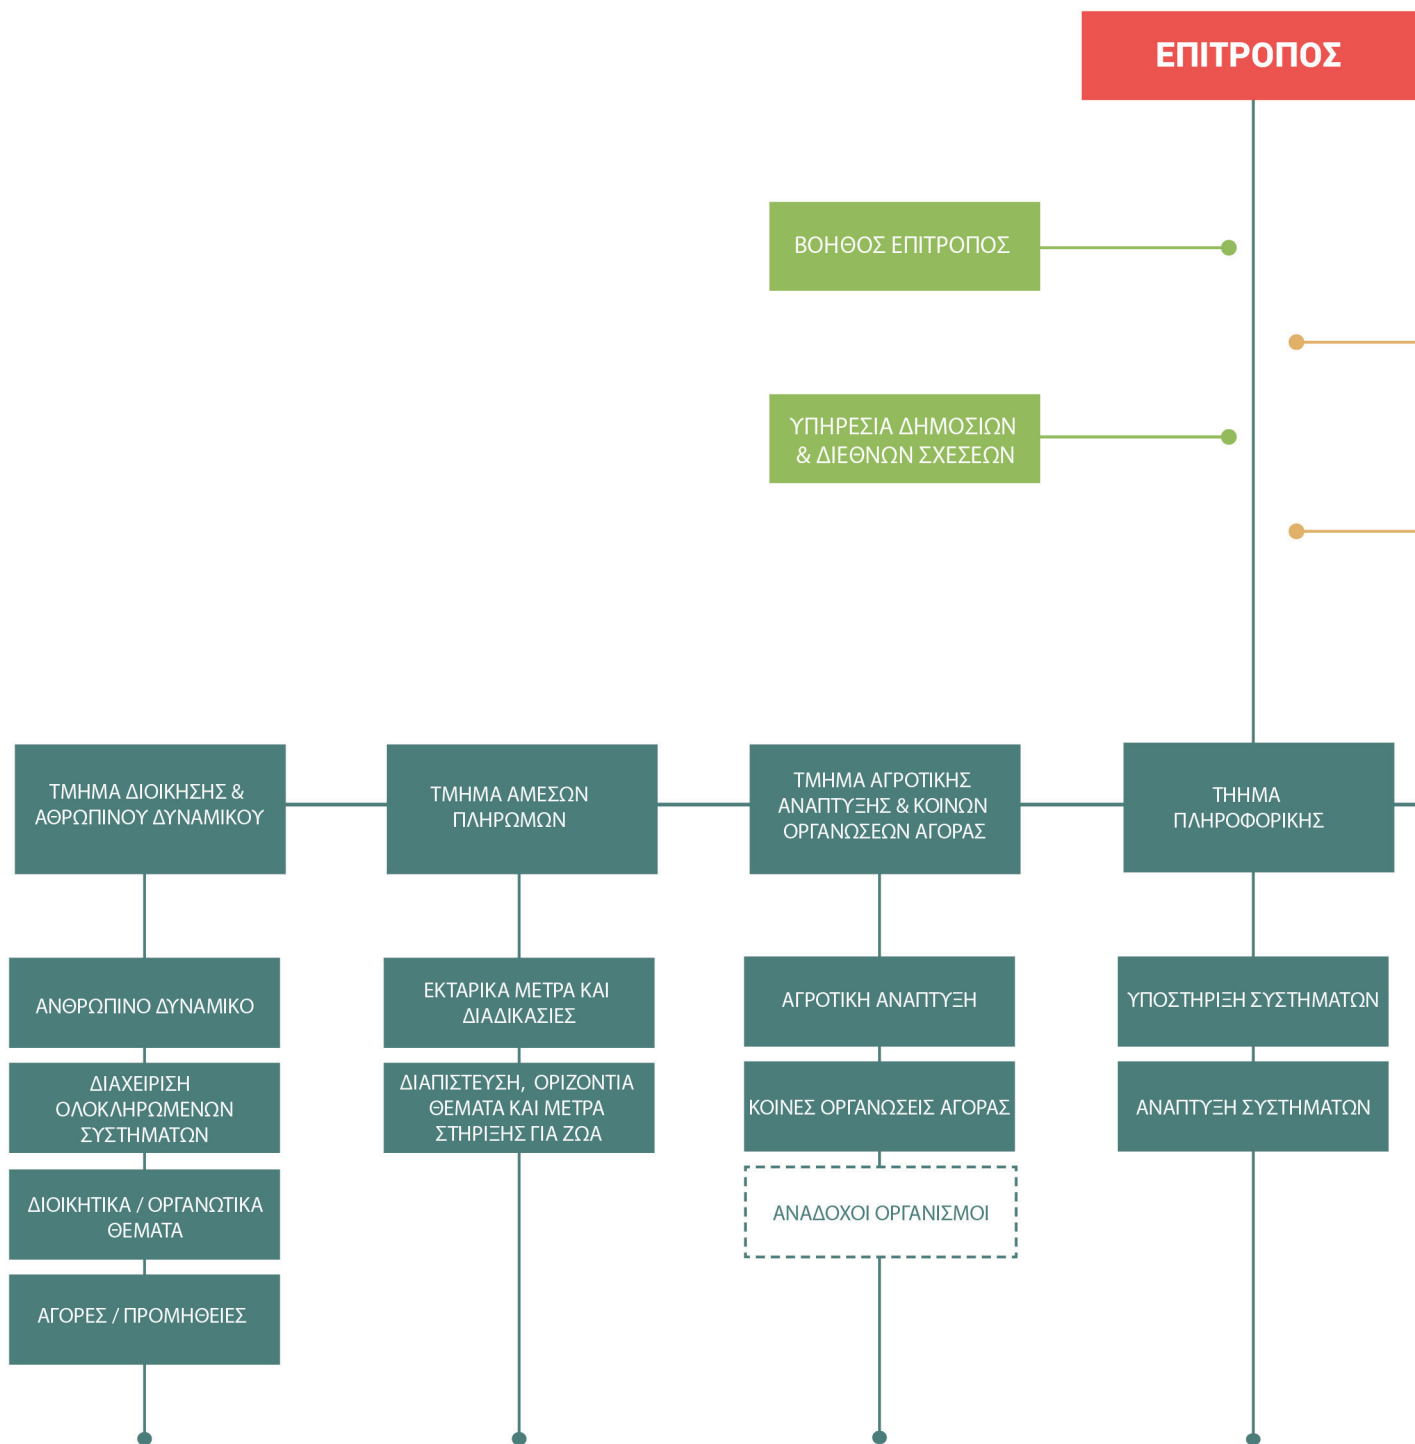 ΕΠΙΤΡΟΠΟΣ
ΒΟΗΘΟΣ ΕΠΙΤΡΟΠΟΣ
ΥΠΗΡΕΣΙΑ ΔΗΜΟΣΙΩΝ
& ΔΙΕΘΝΩΝ ΣΧΕΣΕΩΝ
ΤΜΗΜΑ ΔΙΟΙΚΗΣΗΣ &
ΑΘΡΩΠΙΝΟΥ ΔΥΝΑΜΙΚΟΥ
ΤΜΗΜΑ ΑΜΕΣΩΝ
ΠΛΗΡΩΜΩΝ
ΤΜΗΜΑ ΑΓΡΟΤΙΚΗΣ
ΑΝΑΠΤΥΞΗΣ & ΚΟΙΝΩΝ
ΟΡΓΑΝΩΣΕΩΝ ΑΓΟΡΑΣ
ΤΗΗΜΑ
ΠΛΗΡΟΦΟΡΙΚΗΣ
ΑΝΘΡΩΠΙΝΟ ΔΥΝΑΜΙΚΟ
ΔΙΑΧΕΙΡΙΣΗ
ΟΛΟΚΛΗΡΩΜΕΝΩΝ
ΣΥΣΤΗΜΑΤΩΝ
ΔΙΟΙΚΗΤΙΚΑ / ΟΡΓΑΝΩΤΙΚΑ
ΘΕΜΑΤΑ
ΑΓΟΡΕΣ / ΠΡΟΜΗΘΕΙΕΣ
ΕΚΤΑΡΙΚΑ ΜΕΤΡΑ ΚΑΙ
ΔΙΑΔΙΚΑΣΙΕΣ
ΔΙΑΠΙΣΤΕΥΣΗ, ΟΡΙΖΟΝΤΙΑ
ΘΕΜΑΤΑ ΚΑΙ ΜΕΤΡΑ
ΣΤΗΡΙΞΗΣ ΓΙΑ ΖΩΑ
ΑΓΡΟΤΙΚΗ ΑΝΑΠΤΥΞΗ
ΚΟΙΝΕΣ ΟΡΓΑΝΩΣΕΙΣ ΑΓΟΡΑΣ
ΑΝΑΔΟΧΟΙ ΟΡΓΑΝΙΣΜΟΙ
ΥΠΟΣΤΗΡΙΞΗ ΣΥΣΤΗΜΑΤΩΝ
ΑΝΑΠΤΥΞΗ ΣΥΣΤΗΜΑΤΩΝ